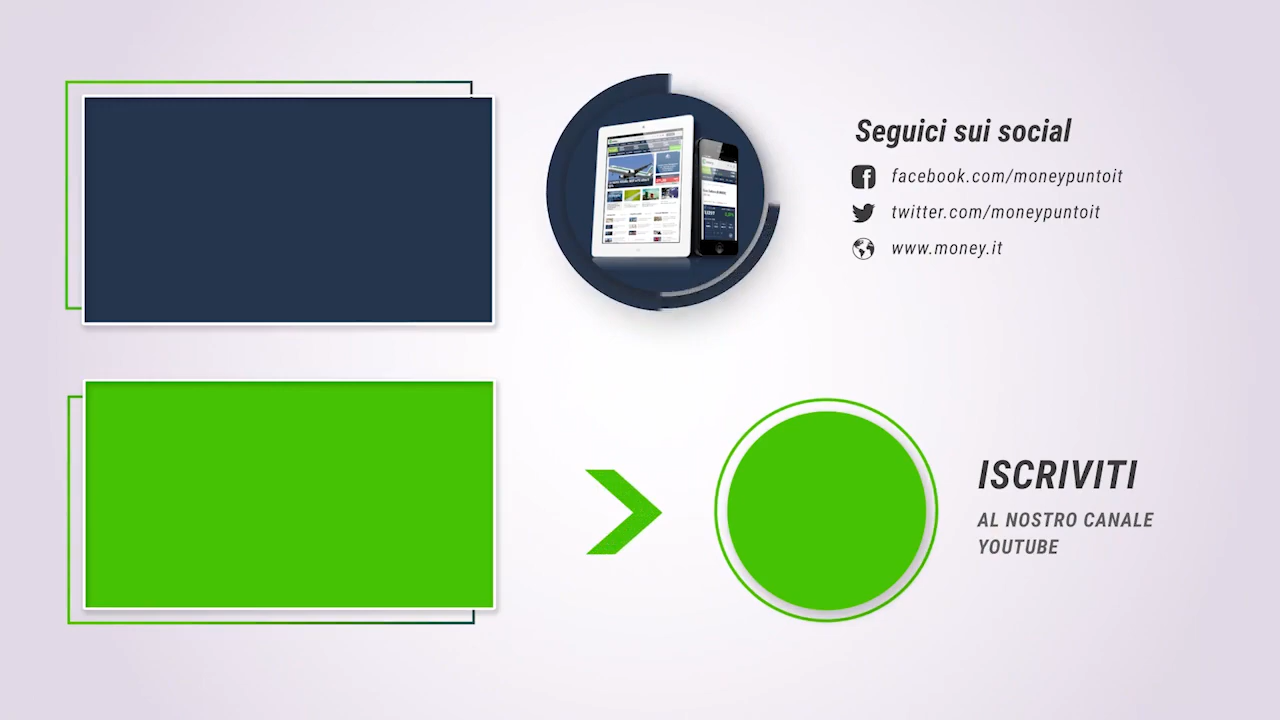 Seguici sui social
facebook.com/moneypuntoit
twitter.com/moneypuntoit
www.money.it
ISCRIVITI
AL NOSTRO CANALE
YOUTUBE